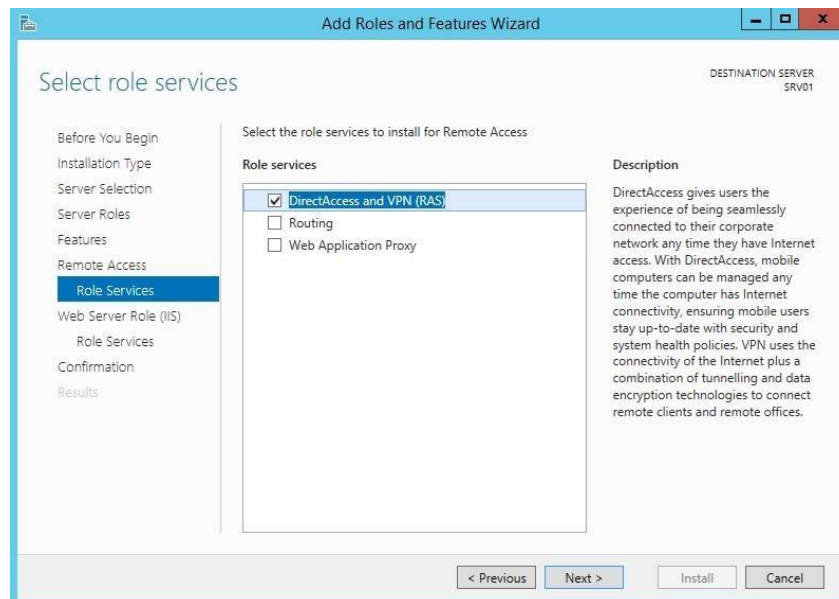 Add Roles and Features Wizard
Select role services
DESTINATION SERVER
SRV01
Before You Begin
Installation Type
Server Selection
Server Roles
Features
Remote Access
Role Services
Web Server Role (IIS)
Role Services
Confirmation
Results
Select the role services to install for Remote Access
Role services
DirectAccess and VPN (RAS)
Routing
Web Application Proxy
Description
DirectAccess gives users the
experience of being seamlessly
connected to their corporate
network any time they have Internet
access. With DirectAccess, mobile
computers can be managed any
time the computer has Internet
connectivity, ensuring mobile users
stay up-to-date with security and
system health policies. VPN uses the
connectivity of the Internet plus a
combination of tunnelling and data
encryption technologies to connect
remote clients and remote offices.
< Previous
Next >
Install
Cancel